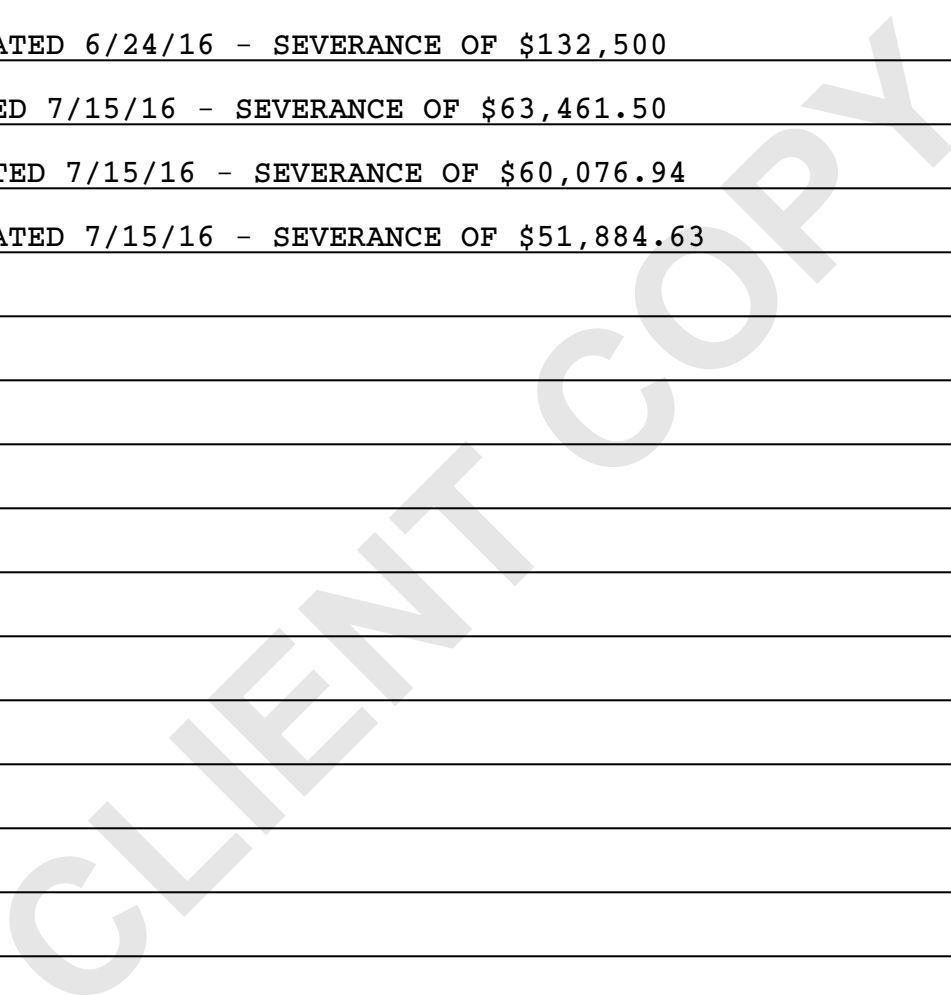 ATED 6/24/16 - SEVERANCE OF $132,500
ED 7/15/16 - SEVERANCE OF $63,461.50
TED 7/15/16 - SEVERANCE OF $60,076.94
ATED 7/15/16 - SEVERANCE OF $51,884.63
CLIENT COPY